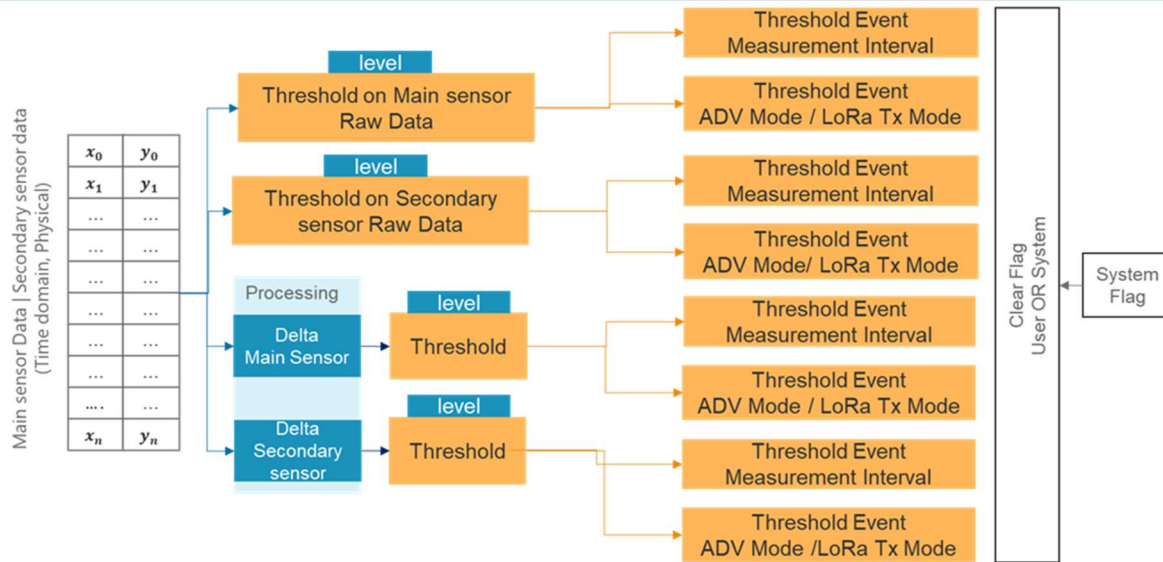 Main sensor Data | Secondary sensor data
(Time domain, Physical)
x₀ y₀
x₁ y₁
... ...
... ...
... ...
... ...
... ...
... ...
.... ...
xₙ yₙ
level
Threshold on Main sensor
Raw Data
level
Threshold on Secondary
sensor Raw Data
Processing
Delta
Main Sensor
level
Threshold
Delta
Secondary
sensor
level
Threshold
Threshold Event
Measurement Interval
Threshold Event
ADV Mode / LoRa Tx Mode
Threshold Event
Measurement Interval
Threshold Event
ADV Mode/ LoRa Tx Mode
Threshold Event
Measurement Interval
Threshold Event
ADV Mode / LoRa Tx Mode
Threshold Event
Measurement Interval
Threshold Event
ADV Mode /LoRa Tx Mode
Clear Flag
User OR System
System
Flag